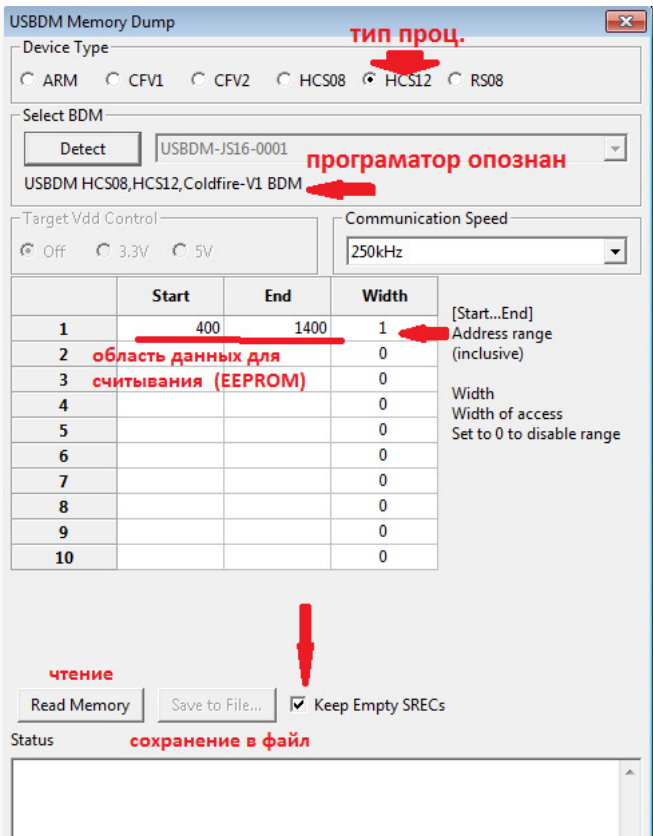 USBDM Memory Dump
тип проц.
Device Type
ARM CFV1 CFV2 HCS08 HCS12 RS08
Select BDM
Detect USBDM-JS16-0001
програматор опознан
USBDM HCS08,HCS12,Coldfire-V1 BDM
Target Vdd Control
Off 3.3V 5V
Communication Speed
250kHz
Start End Width
1 400 1400 1
2 0
3 0
4 0
5 0
6 0
7 0
8 0
9 0
10 0
область данных для
считывания (EEPROM)
[Start...End]
Address range
(inclusive)
Width
Width of access
Set to 0 to disable range
чтение
Read Memory Save to File... Keep Empty SRECs
Status
сохранение в файл